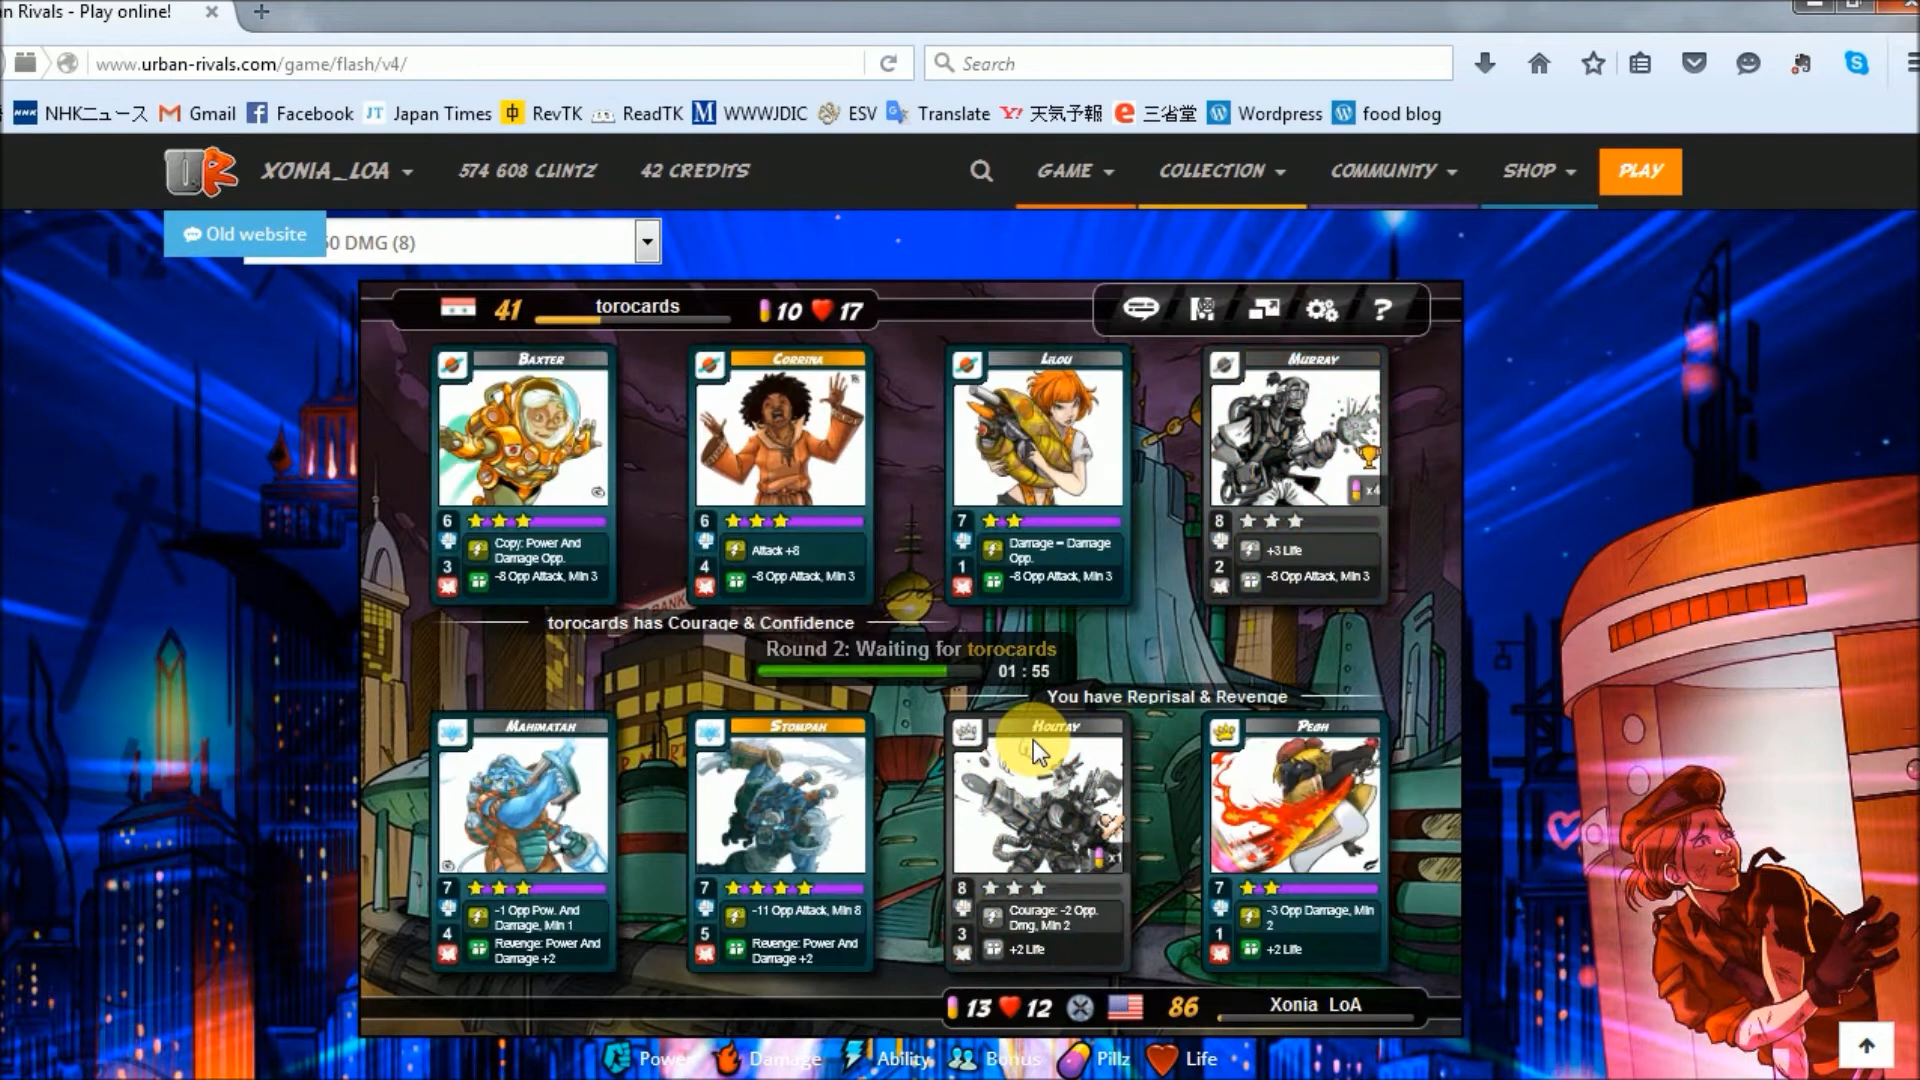 n Rivals - Play online!
www.urban-rivals.com/game/flash/v4/
Search
NHKニュース Gmail Facebook JT Japan Times 中 RevTK ReadTK M WWWJDIC ESV Translate Y! 天気予報 e 三省堂 Wordpress food blog
UR XONIA_LOA 574 608 CLINTZ 42 CREDITS GAME COLLECTION COMMUNITY SHOP PLAY
Old website
50 DMG (8)
41 torocards 10 17 ?
BAXTER
6
3
Copy: Power And
Damage Opp.
-8 Opp Attack, Min 3
CORRINA
6
4
Attack +8
-8 Opp Attack, Min 3
LILOU
7
1
Damage = Damage
Opp.
-8 Opp Attack, Min 3
MURRAY
x4
8
2
+3 Life
-8 Opp Attack, Min 3
torocards has Courage & Confidence
Round 2: Waiting for torocards
01 : 55
You have Reprisal & Revenge
MAHIMATAH
7
4
-1 Opp Pow. And
Damage, Min 1
Revenge: Power And
Damage +2
STOMPAH
7
5
-11 Opp Attack, Min 8
Revenge: Power And
Damage +2
HOUTAY
x1
8
3
Courage: -2 Opp.
Dmg, Min 2
+2 Life
PEGH
7
1
-3 Opp Damage, Min
2
+2 Life
13 12 86 Xonia LoA
Power Damage Ability Bonus Pillz Life